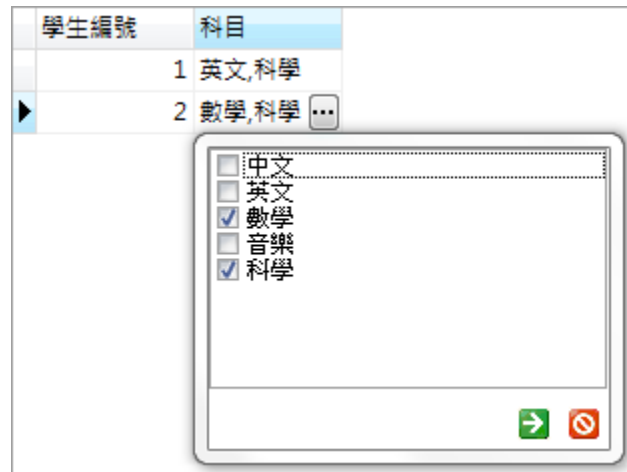 學生編號 科目
1 英文,科學
2 數學,科學 ...
中文
英文
數學
音樂
科學